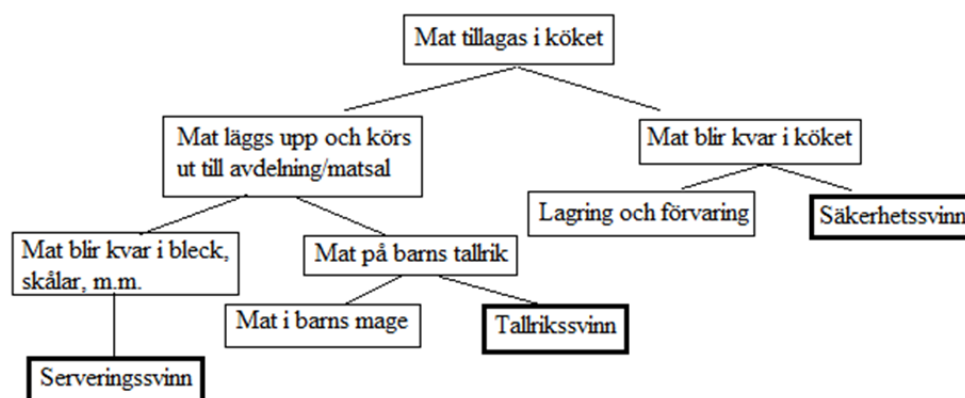 Mat tillagas i köket
Mat läggs upp och körs
ut till avdelning/matsal
Mat blir kvar i köket
Lagring och förvaring
Säkerhetssvinn
Mat blir kvar i bleck,
skålar, m.m.
Mat på barns tallrik
Mat i barns mage
Tallrikssvinn
Serveringssvinn